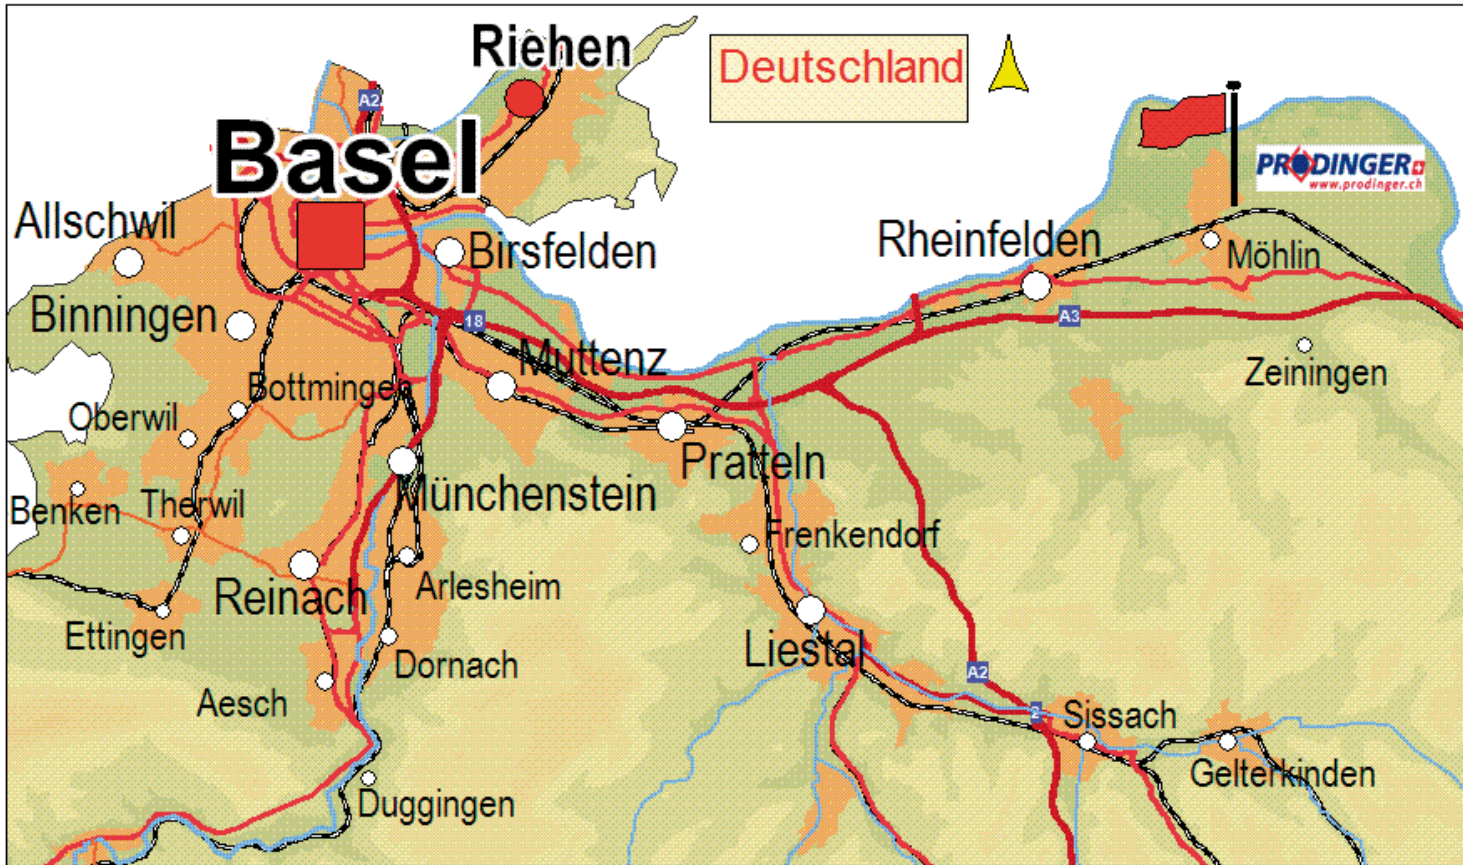 Riehen
Deutschland
A2
Basel
PRODINGER
www.prodinger.ch
Allschwil
Birsfelden
Rheinfelden
Möhlin
Binningen
18
A3
Muttenz
Zeiningen
Bottmingen
Oberwil
Pratteln
Benken
Therwil
Münchenstein
Frenkendorf
Reinach
Arlesheim
Ettingen
Liestal
Dornach
A2
Aesch
2
Sissach
Gelterkinden
Duggingen